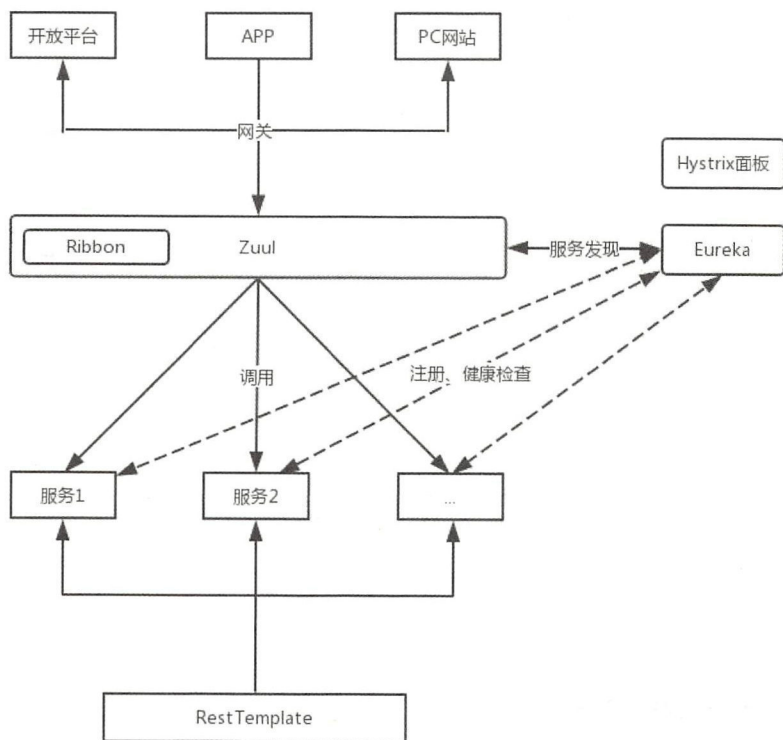 开放平台
APP
PC网站
网关
Hystrix面板
Ribbon
Zuul
服务发现
Eureka
调用
注册、健康检查
服务1
服务2
...
RestTemplate